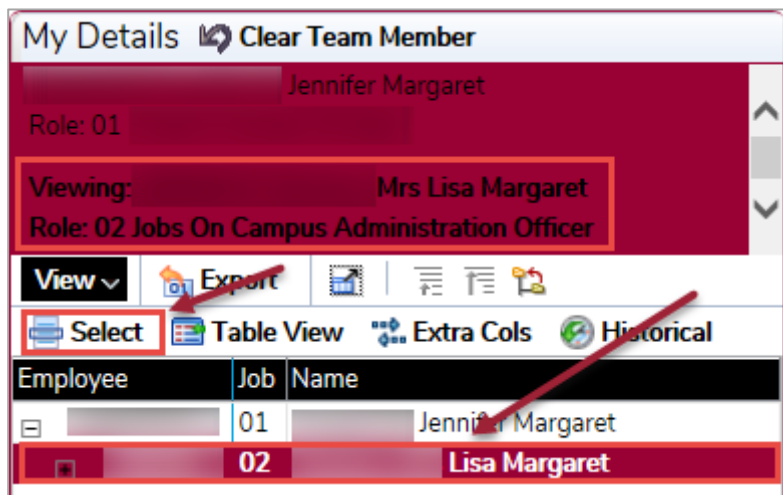 My Details Clear Team Member
Jennifer Margaret
Role: 01
Viewing: Mrs Lisa Margaret
Role: 02 Jobs On Campus Administration Officer
View Export
Select Table View Extra Cols Historical
Employee Job Name
01 Jennifer Margaret
02 Lisa Margaret